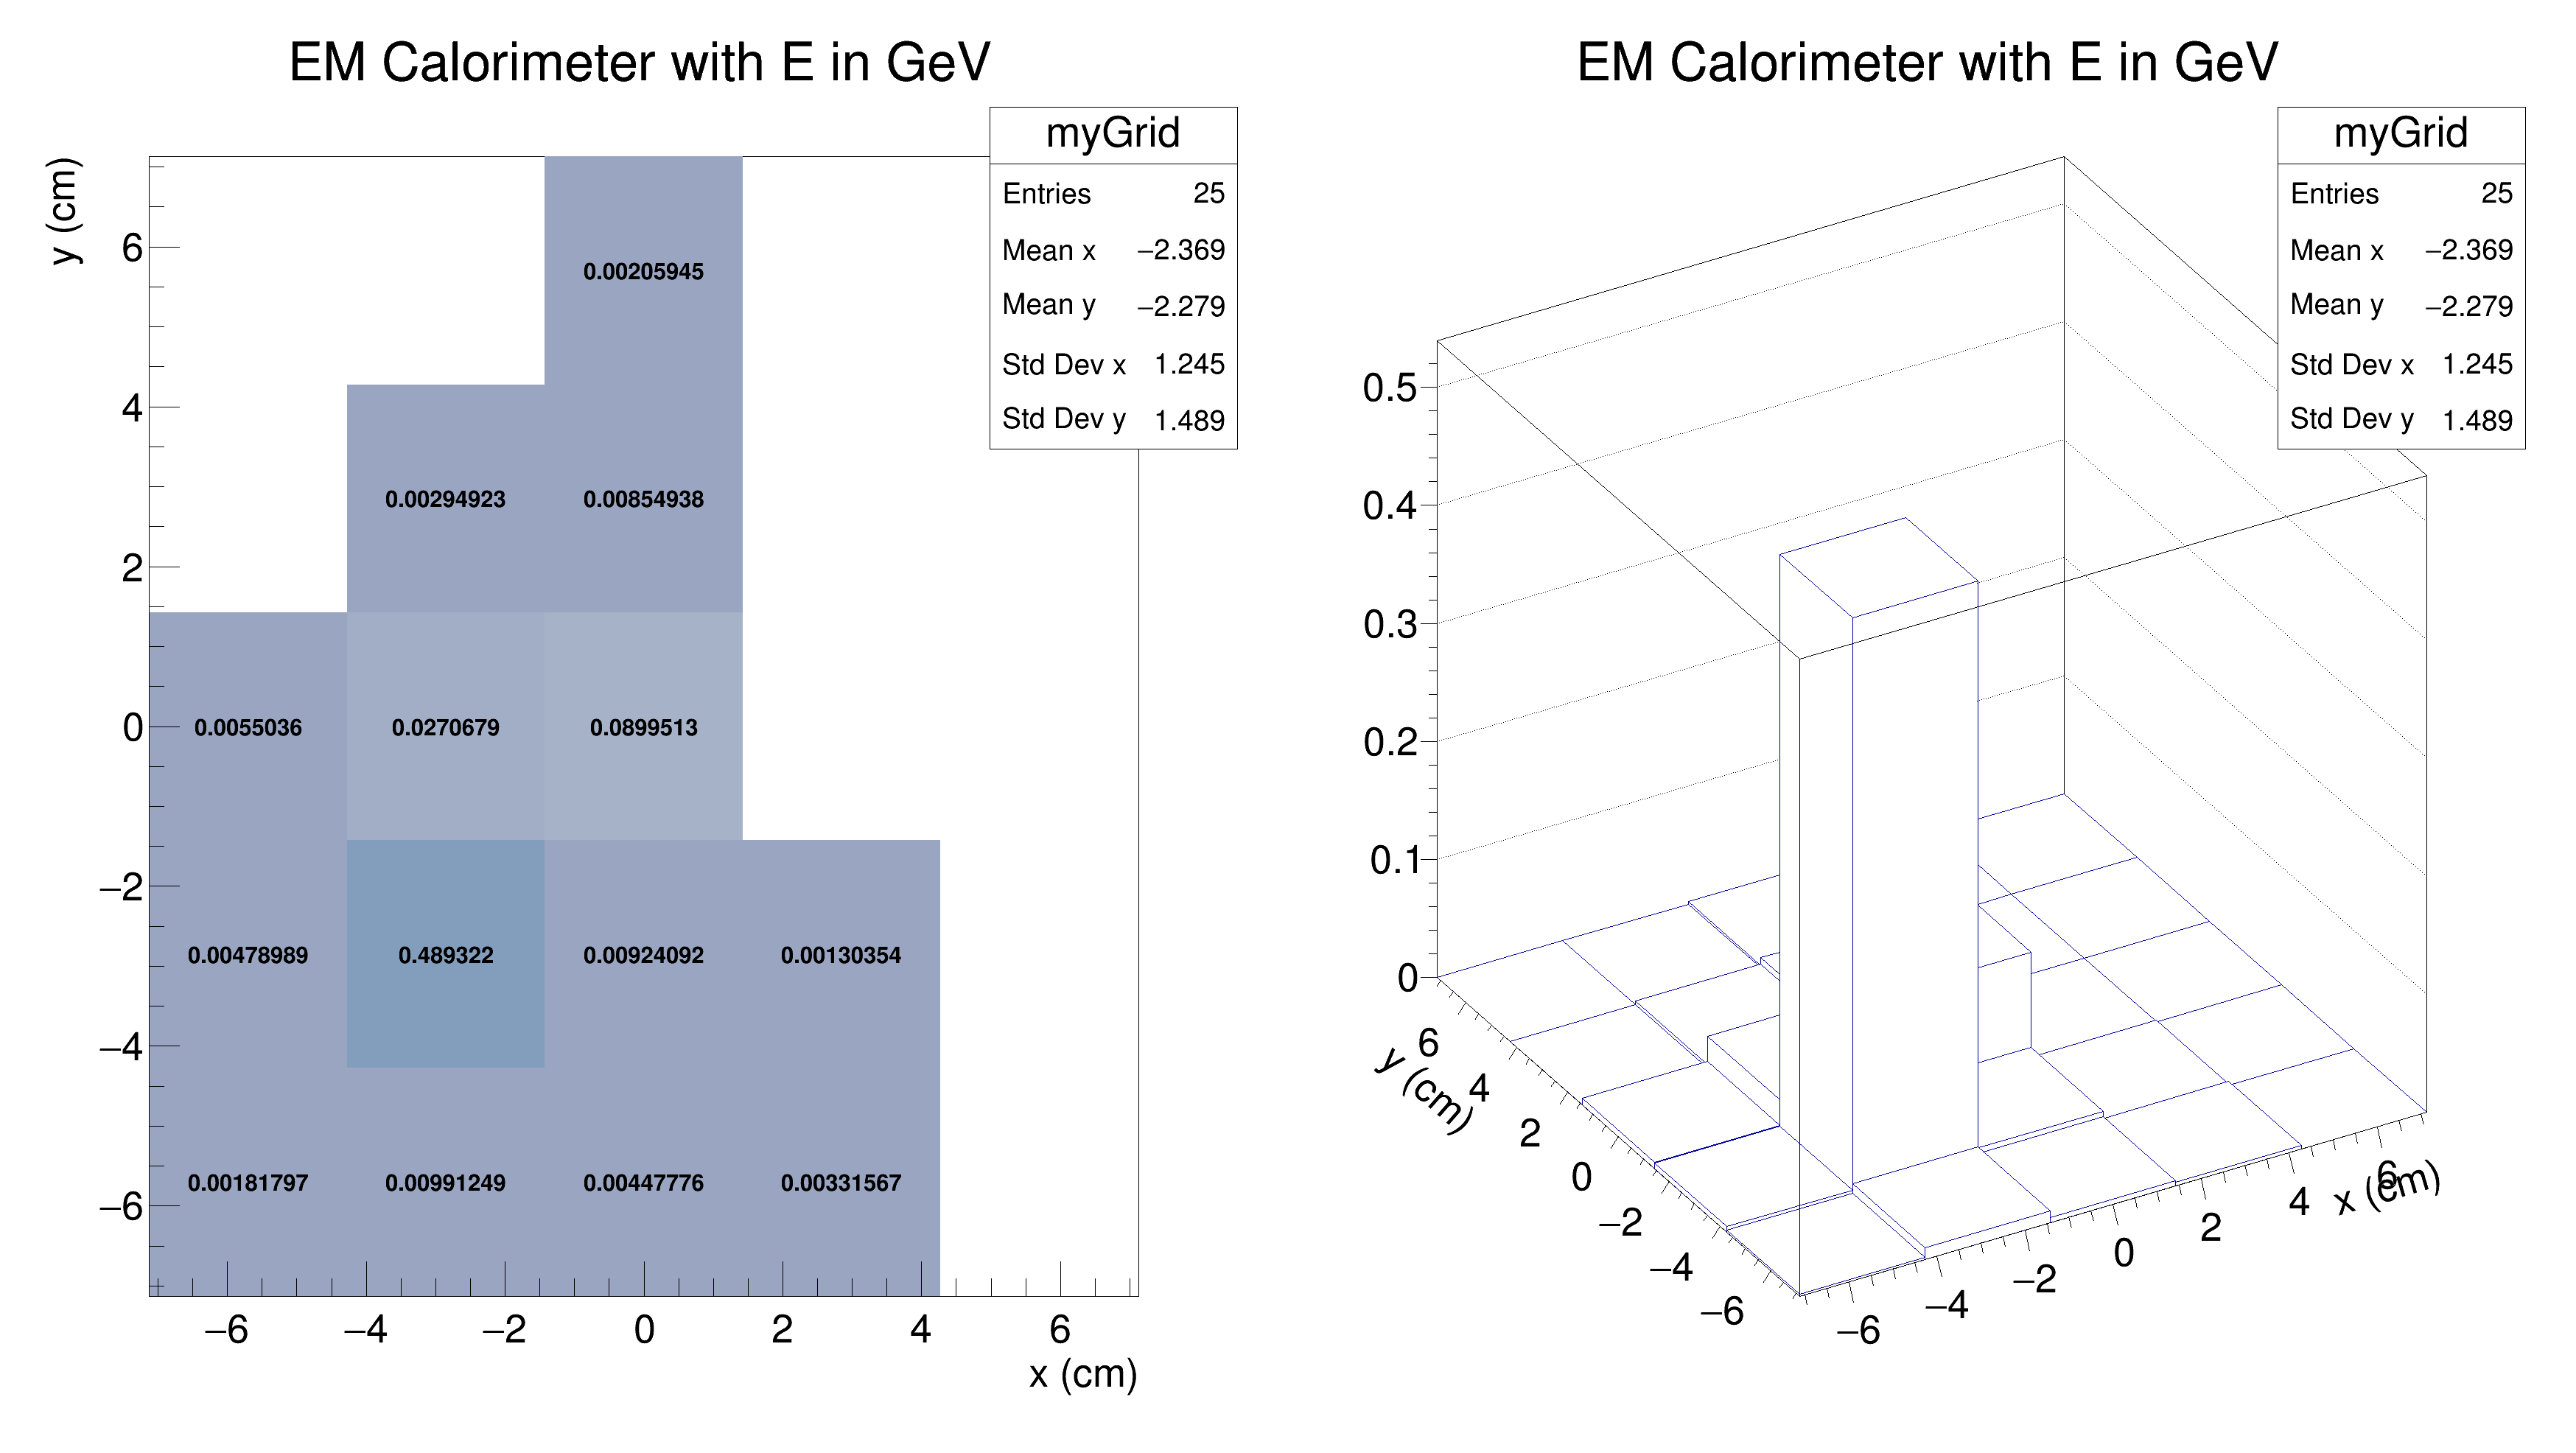 EM Calorimeter with E in GeV
myGrid
Entries 25
Mean x −2.369
Mean y −2.279
Std Dev x 1.245
Std Dev y 1.489
y (cm)
6
4
2
0
−2
−4
−6
0.00205945
0.00294923 0.00854938
0.0055036 0.0270679 0.0899513
0.00478989 0.489322 0.00924092 0.00130354
0.00181797 0.00991249 0.00447776 0.00331567
−6 −4 −2 0 2 4 6
x (cm)
EM Calorimeter with E in GeV
myGrid
Entries 25
Mean x −2.369
Mean y −2.279
Std Dev x 1.245
Std Dev y 1.489
0.5
0.4
0.3
0.2
0.1
0
6
4
2
0
−2
−4
−6
y (cm)
−6
−4
−2
0
2
4
6
x (cm)